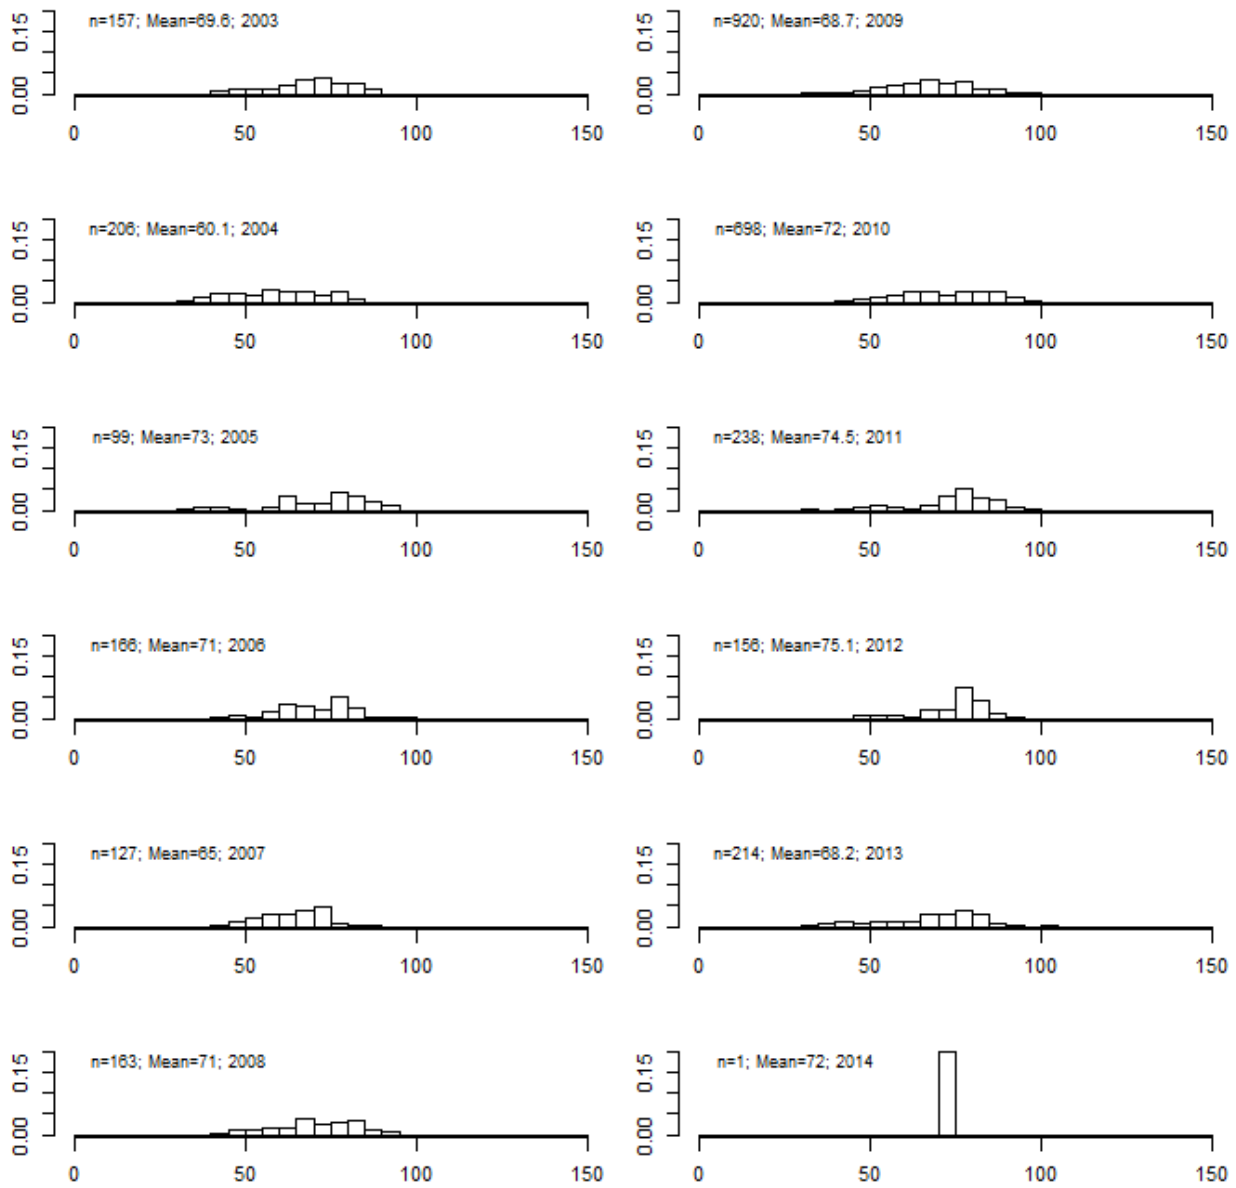 n=157; Mean=69.6; 2003
0.15
0.00
0 50 100 150
n=920; Mean=68.7; 2009
0.15
0.00
0 50 100 150
n=206; Mean=60.1; 2004
0.15
0.00
0 50 100 150
n=698; Mean=72; 2010
0.15
0.00
0 50 100 150
n=99; Mean=73; 2005
0.15
0.00
0 50 100 150
n=238; Mean=74.5; 2011
0.15
0.00
0 50 100 150
n=166; Mean=71; 2006
0.15
0.00
0 50 100 150
n=156; Mean=75.1; 2012
0.15
0.00
0 50 100 150
n=127; Mean=65; 2007
0.15
0.00
0 50 100 150
n=214; Mean=68.2; 2013
0.15
0.00
0 50 100 150
n=163; Mean=71; 2008
0.15
0.00
0 50 100 150
n=1; Mean=72; 2014
0.15
0.00
0 50 100 150